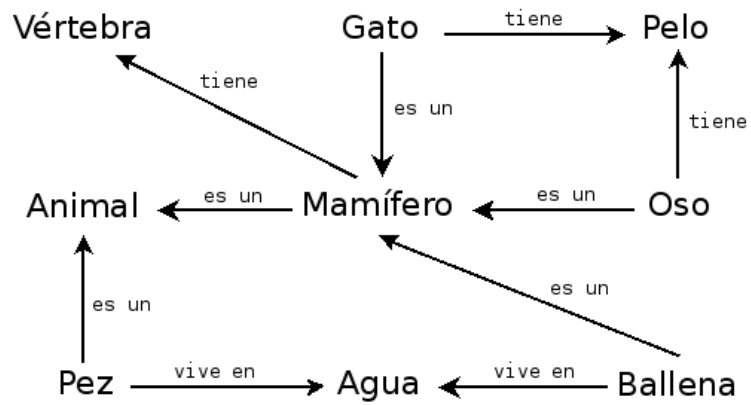 Vértebra
Gato
tiene
Pelo
tiene
es un
tiene
Animal
es un
Mamífero
es un
Oso
es un
es un
Pez
vive en
Agua
vive en
Ballena